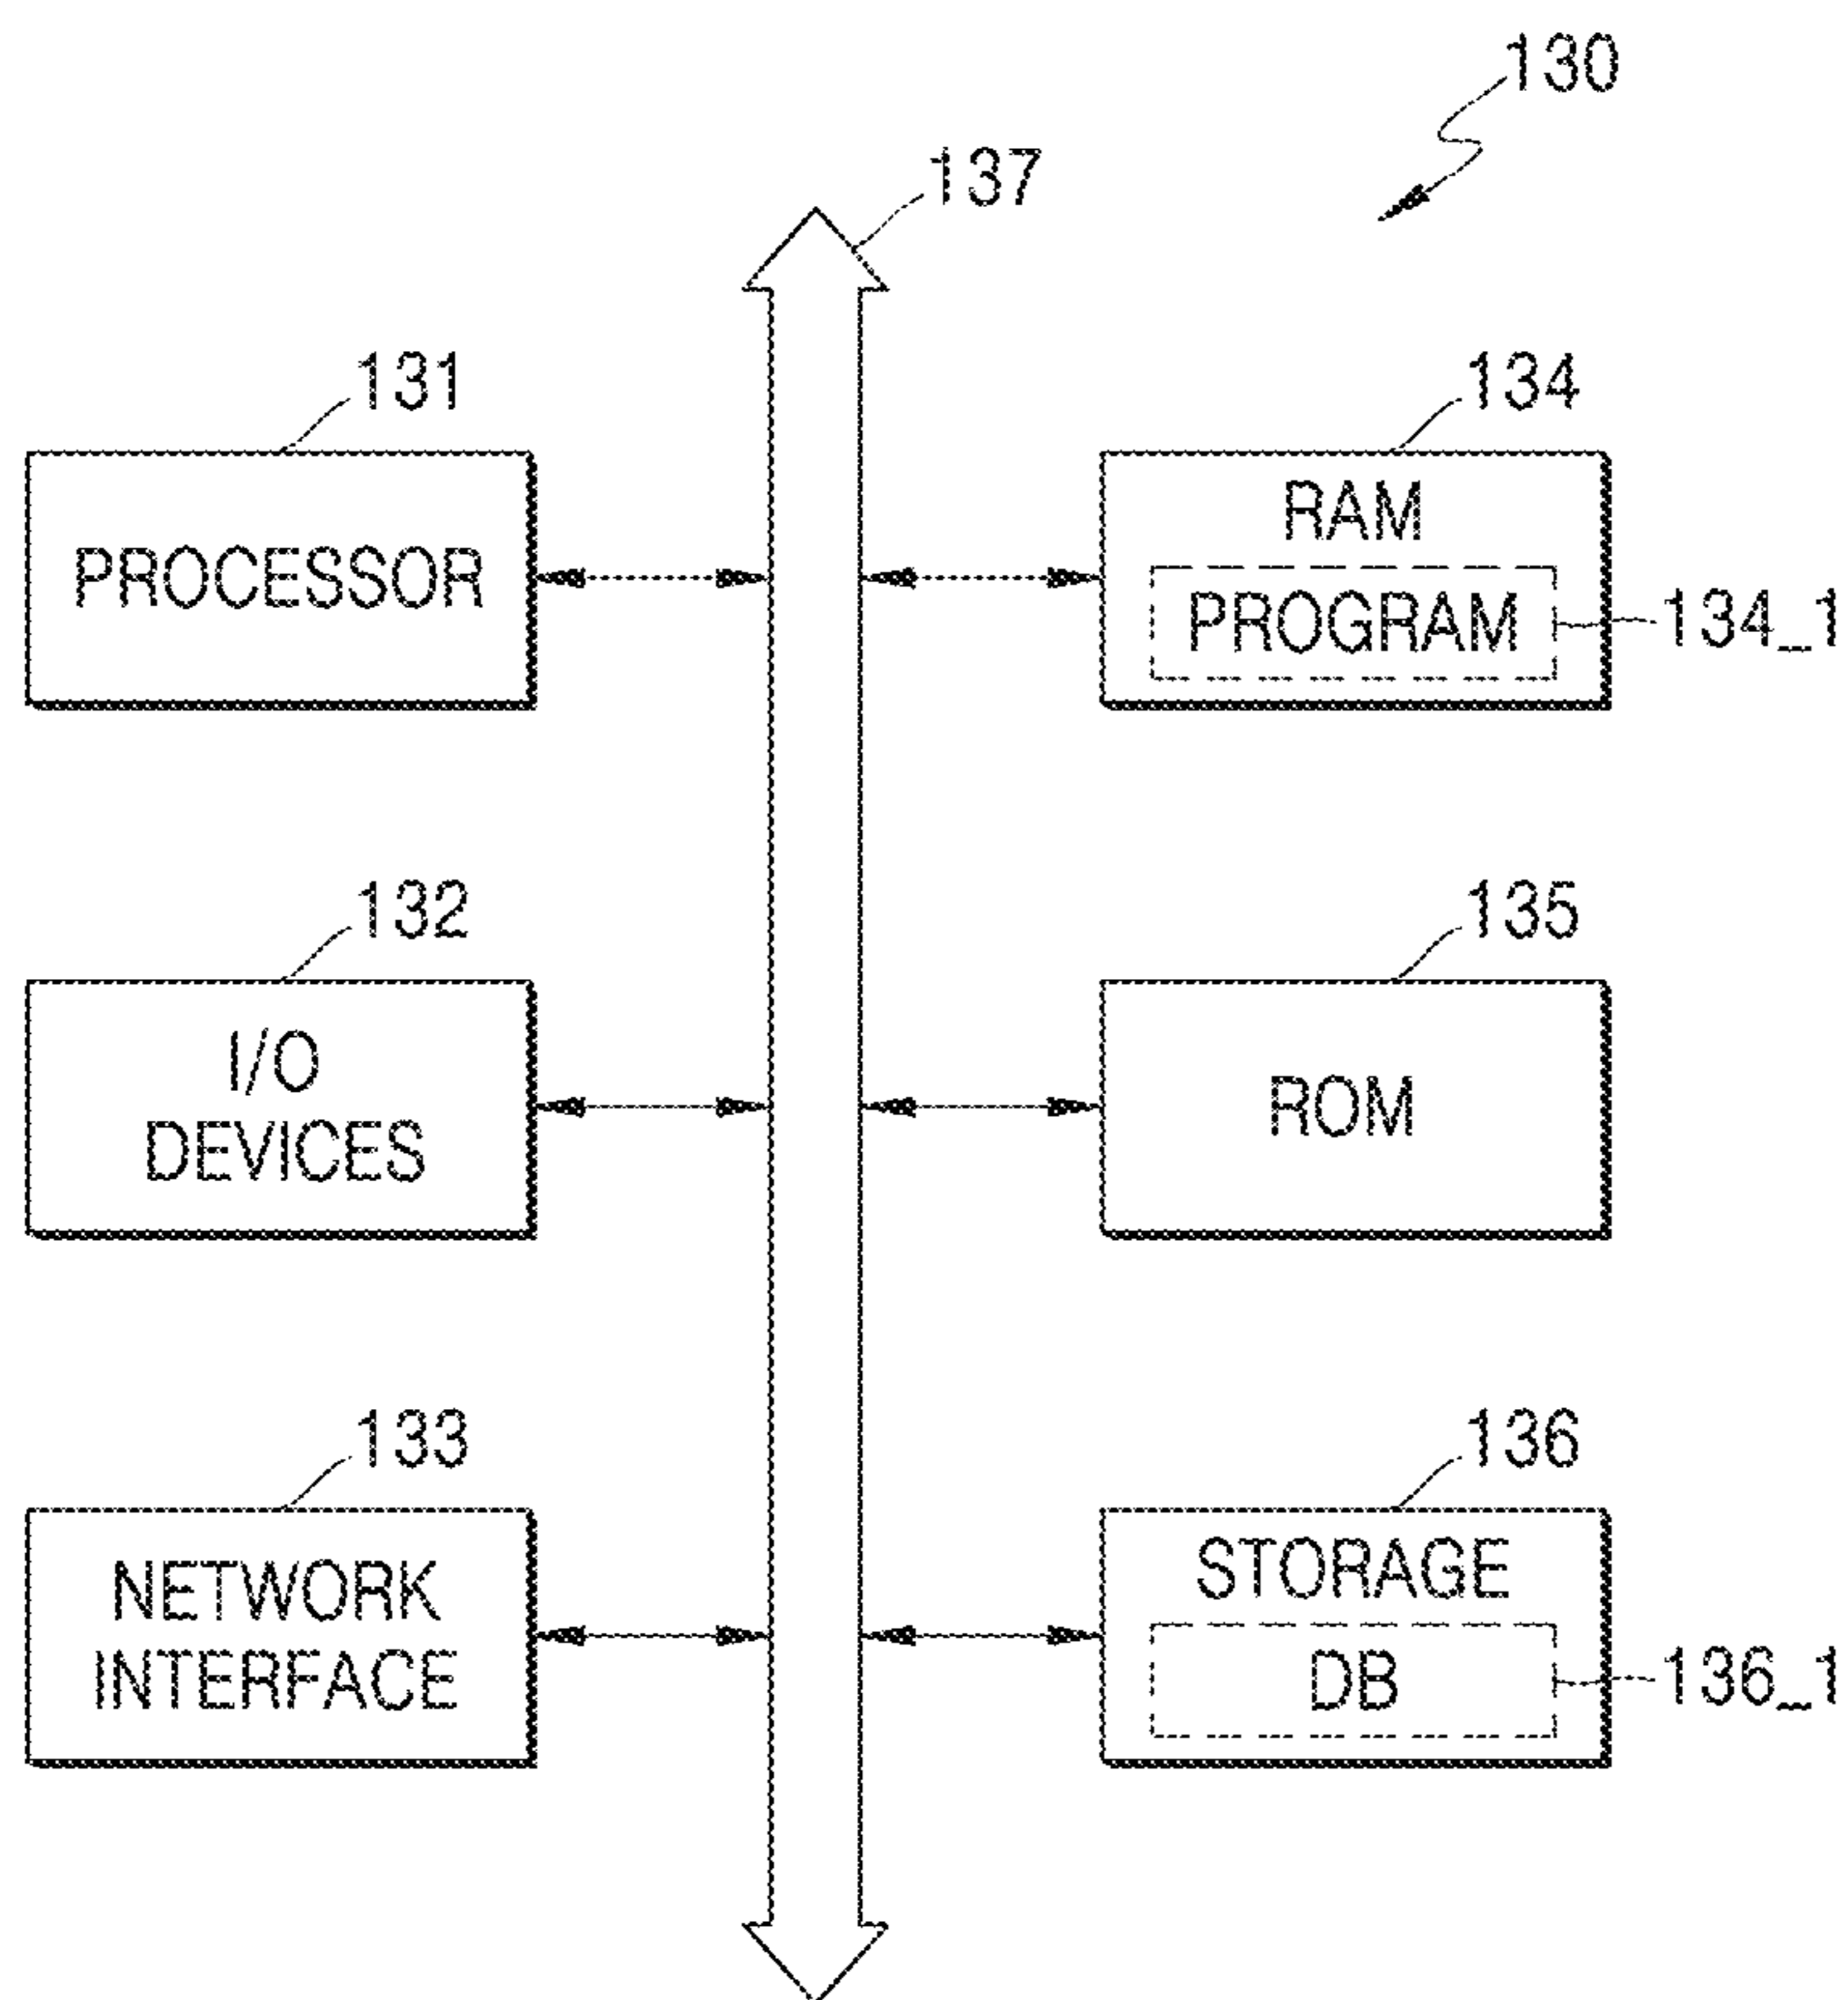 130
137
131
134
PROCESSOR
RAM
PROGRAM
134_1
132
135
I/O
DEVICES
ROM
133
136
NETWORK
INTERFACE
STORAGE
DB
136_1